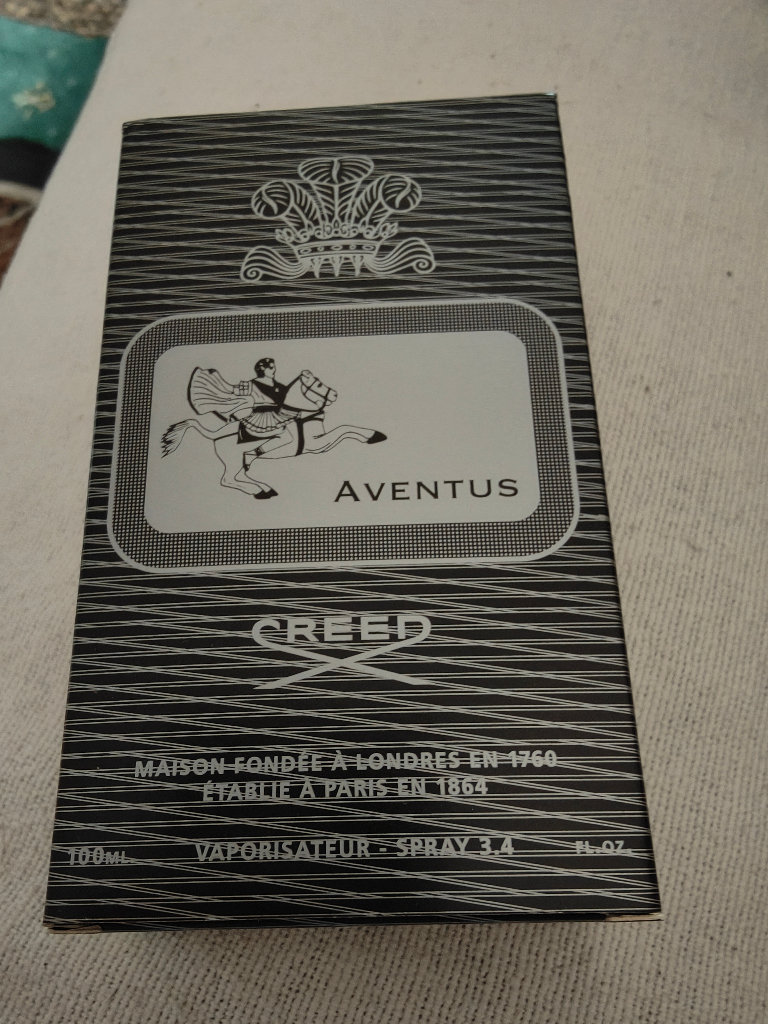 AVENTUS
CREED
MAISON FONDÉE À LONDRES EN 1760
ÉTABLIE À PARIS EN 1864
100ML. VAPORISATEUR - SPRAY 3.4 FL.OZ.